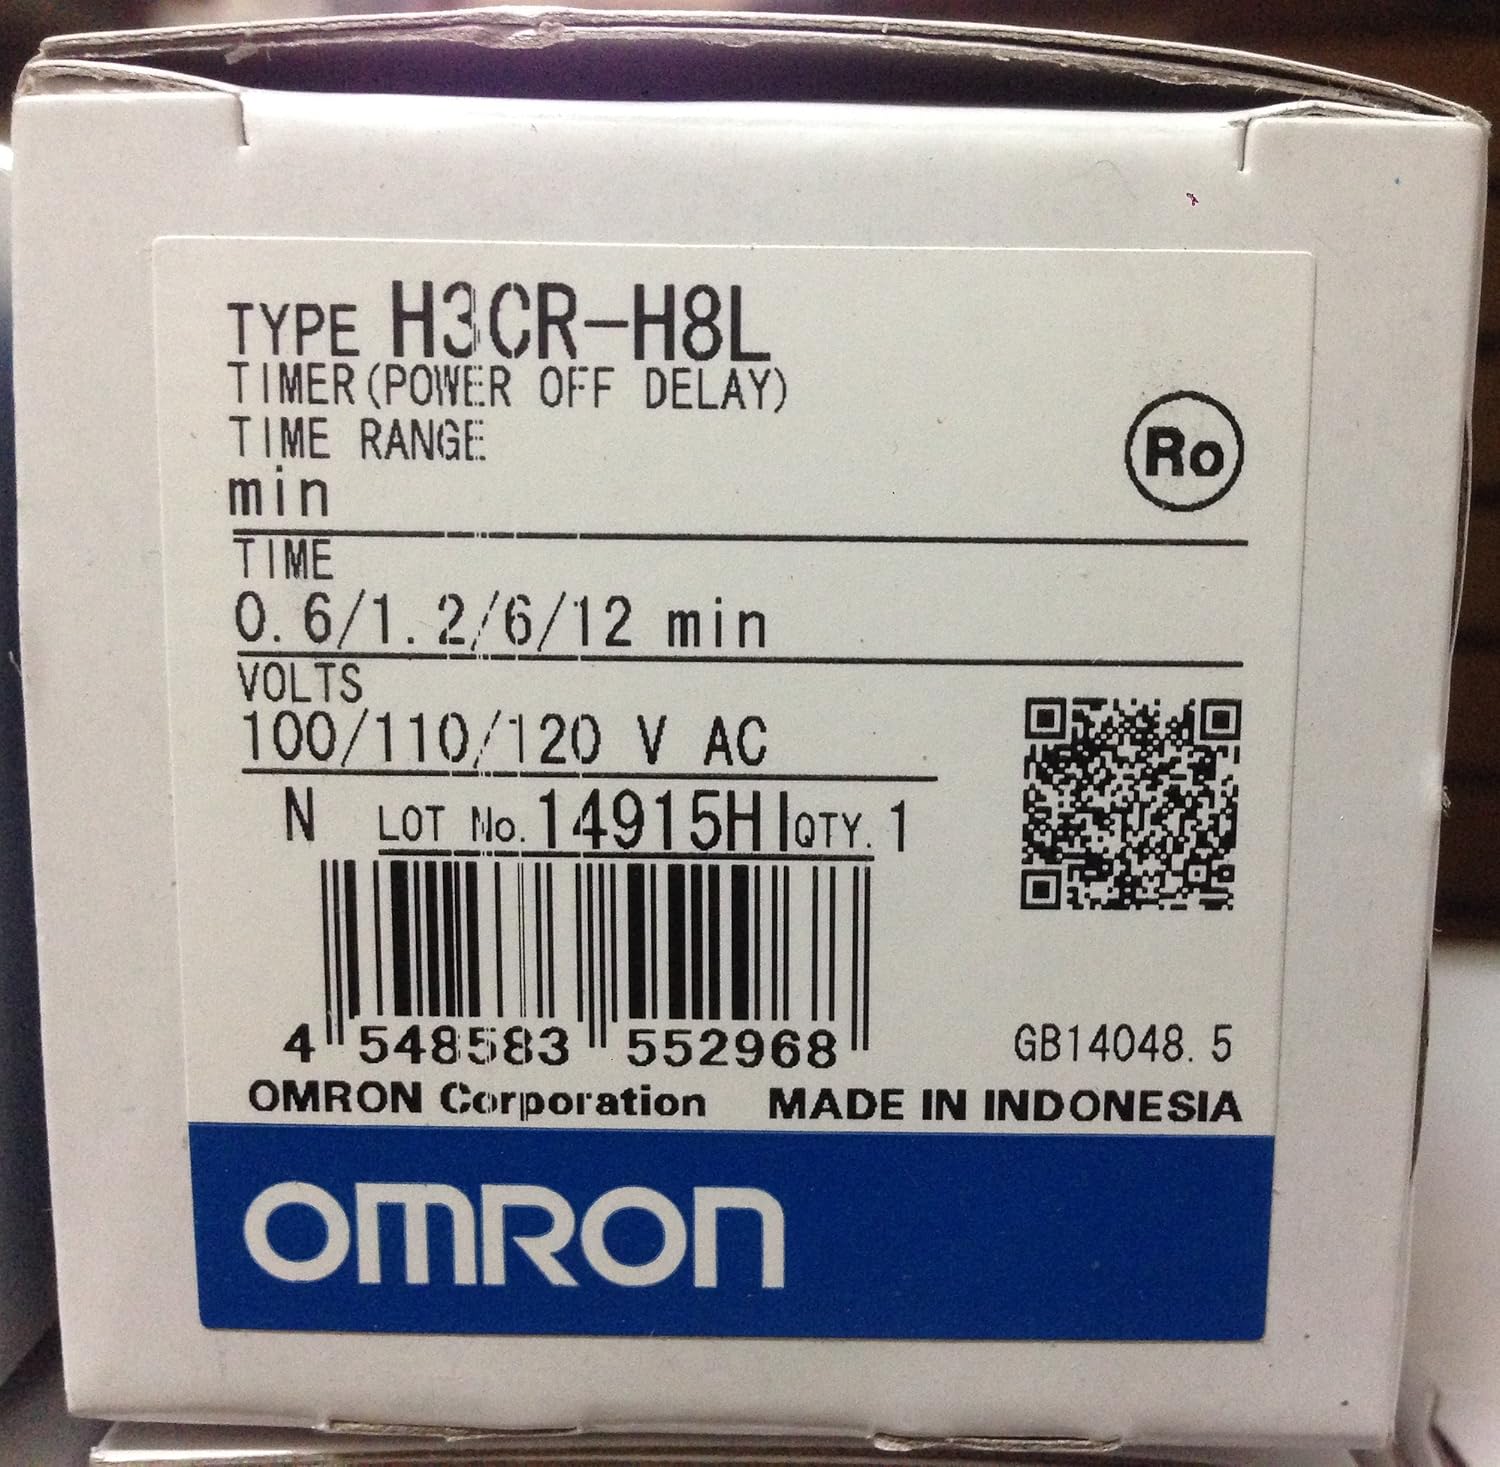 TYPE H3CR-H8L
TIMER(POWER OFF DELAY)
TIME RANGE
min
Ro
TIME
0.6/1.2/6/12 min
VOLTS
100/110/120 V AC
N LOT No.14915HI QTY. 1
4 548583 552968
GB14048.5
OMRON Corporation MADE IN INDONESIA
OMRON